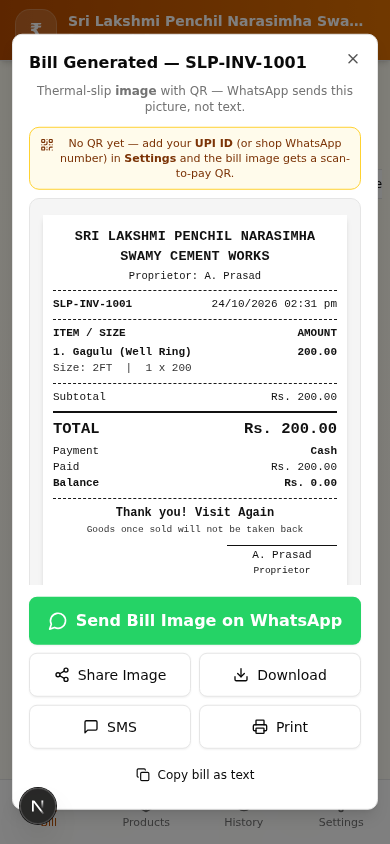 ₹
Sri Lakshmi Penchil Narasimha Swa...
Bill Generated — SLP-INV-1001
Thermal-slip image with QR — WhatsApp sends this
picture, not text.
No QR yet — add your UPI ID (or shop WhatsApp
number) in Settings and the bill image gets a scan-
to-pay QR.
SRI LAKSHMI PENCHIL NARASIMHA
SWAMY CEMENT WORKS
Proprietor: A. Prasad
SLP-INV-1001 24/10/2026 02:31 pm
ITEM / SIZE AMOUNT
1. Gagulu (Well Ring) 200.00
Size: 2FT | 1 x 200
Subtotal Rs. 200.00
TOTAL Rs. 200.00
Payment Cash
Paid Rs. 200.00
Balance Rs. 0.00
Thank you! Visit Again
Goods once sold will not be taken back
A. Prasad
Proprietor
Send Bill Image on WhatsApp
Share Image Download
SMS Print
Copy bill as text
N
Bill Products History Settings